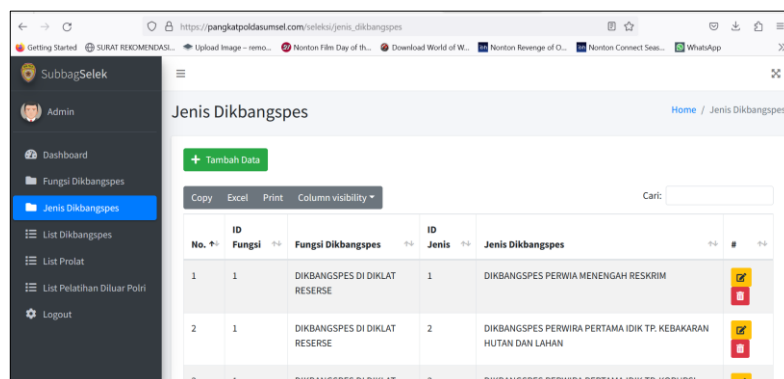 https://pangkatpoldasumsel.com/seleksi/jenis_dikbangspes
Getting Started SURAT REKOMENDASI... Upload Image – remo... Nonton Film Day of th... Download World of W... Nonton Revenge of O... Nonton Connect Seas... WhatsApp
SubbagSelek
Admin
Jenis Dikbangspes
Home / Jenis Dikbangspes
Dashboard
Fungsi Dikbangspes
Jenis Dikbangspes
List Dikbangspes
List Prolat
List Pelatihan Diluar Polri
Logout
+ Tambah Data
Copy Excel Print Column visibility
Cari:
No. ID Fungsi Fungsi Dikbangspes ID Jenis Jenis Dikbangspes #
1 1 DIKBANGSPES DI DIKLAT RESERSE 1 DIKBANGSPES PERWIA MENENGAH RESKRIM
2 1 DIKBANGSPES DI DIKLAT RESERSE 2 DIKBANGSPES PERWIRA PERTAMA IDIK TP. KEBAKARAN
HUTAN DAN LAHAN